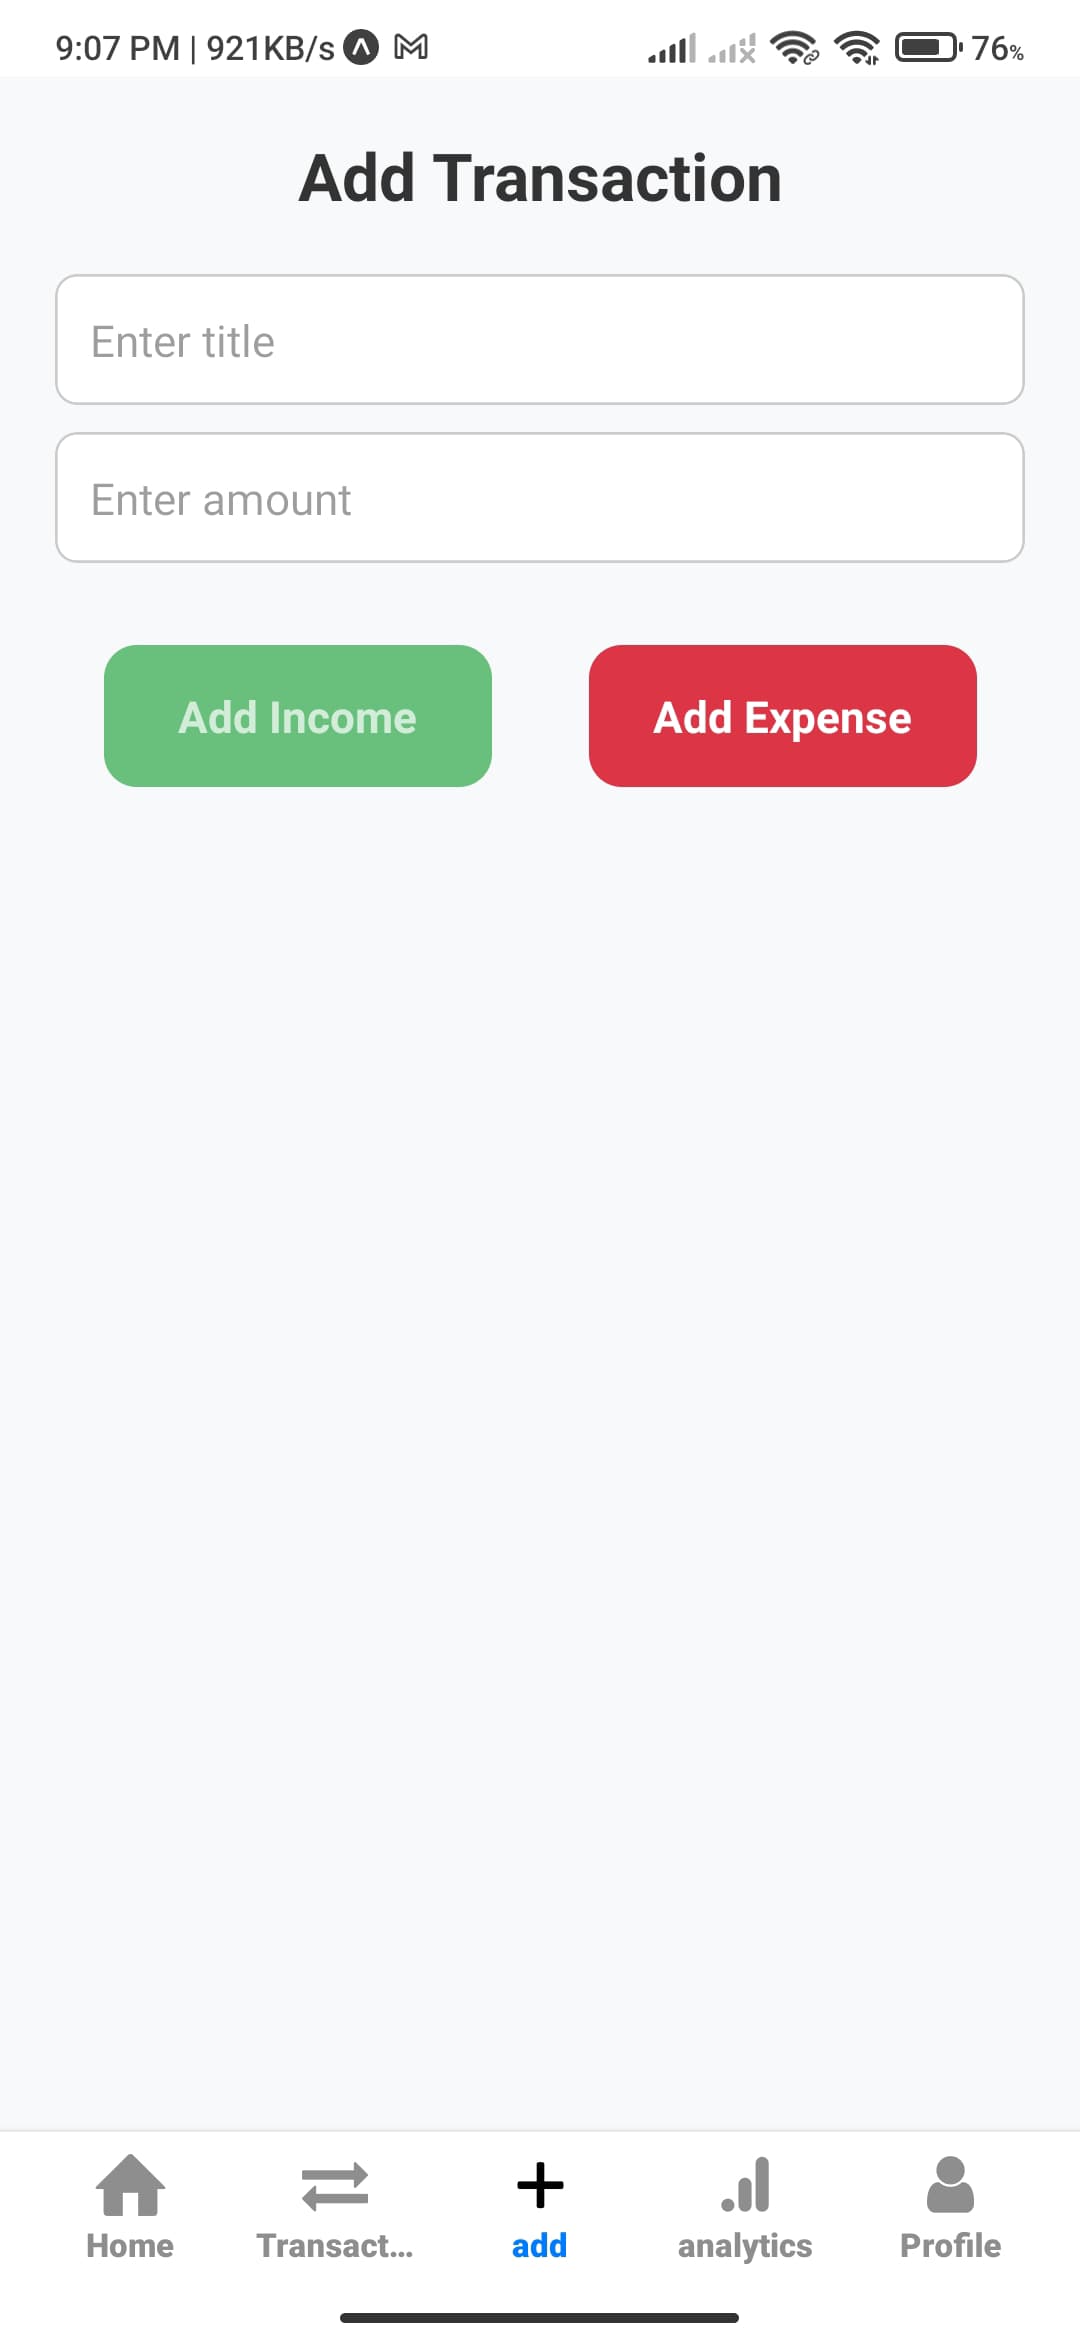 9:07 PM | 921KB/s 76%
Add Transaction
Enter title
Enter amount
Add Income Add Expense
Home Transact... add analytics Profile